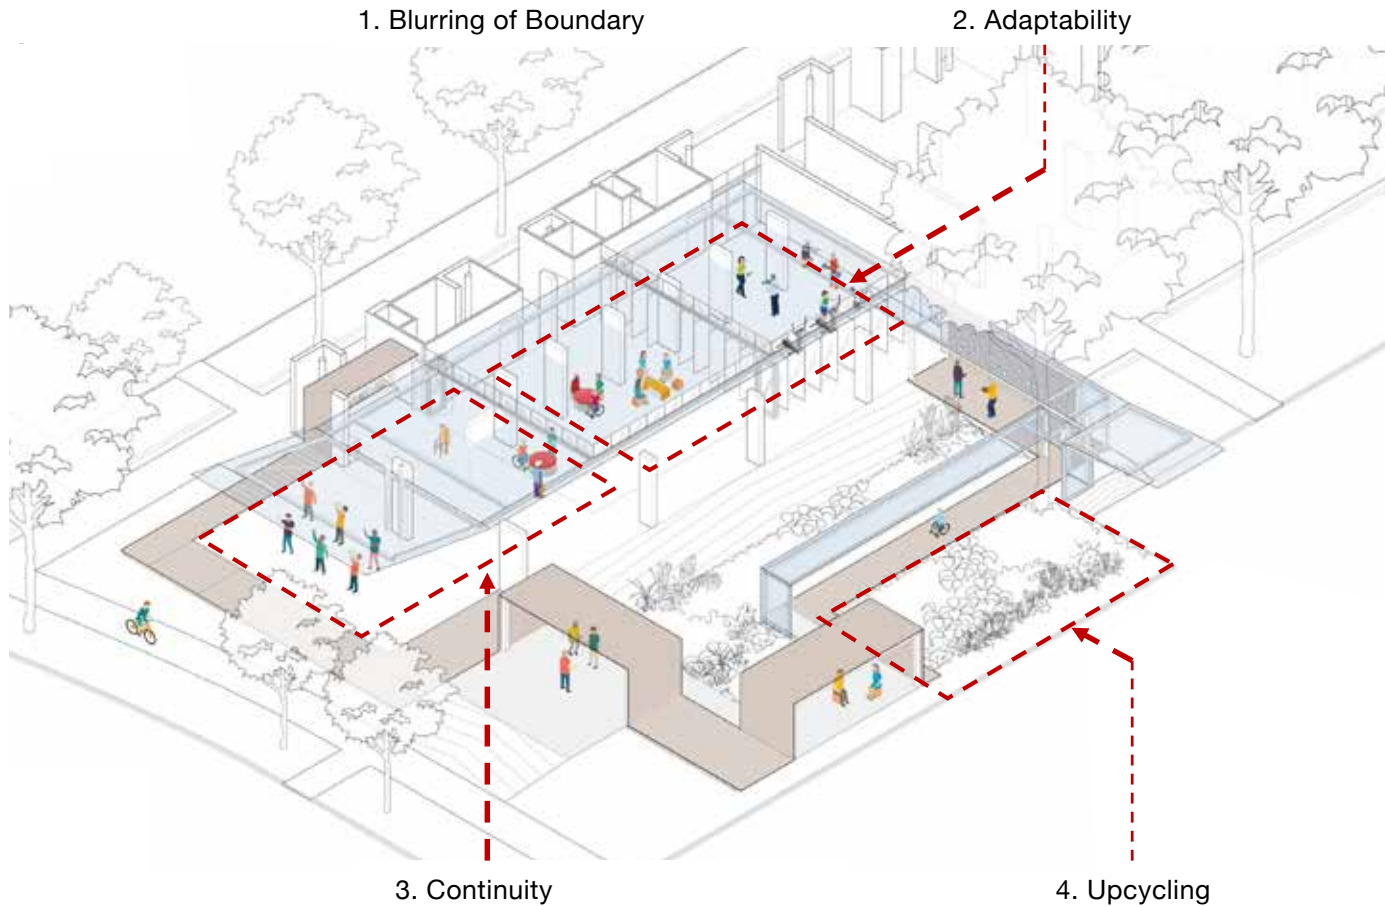 1. Blurring of Boundary
2. Adaptability
3. Continuity
4. Upcycling